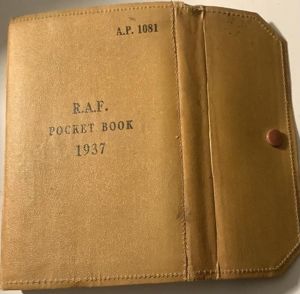 A.P. 1081
R.A.F.
POCKET BOOK
1937